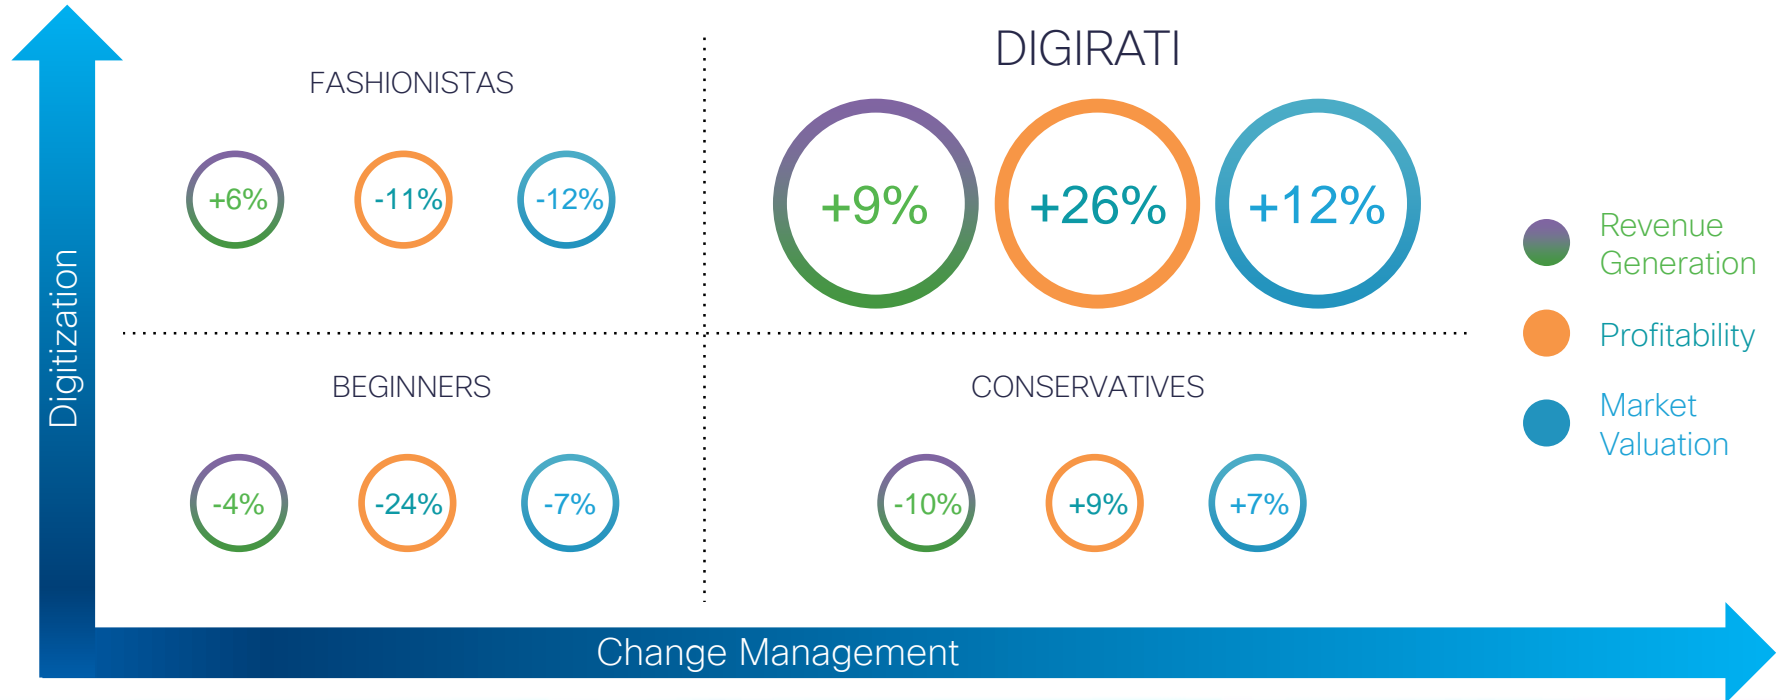 DIGIRATI
FASHIONISTAS
+6%
-11%
-12%
+9%
+26%
+12%
Revenue
Generation
Profitability
Market
Valuation
Digitization
BEGINNERS
CONSERVATIVES
-4%
-24%
-7%
-10%
+9%
+7%
Change Management